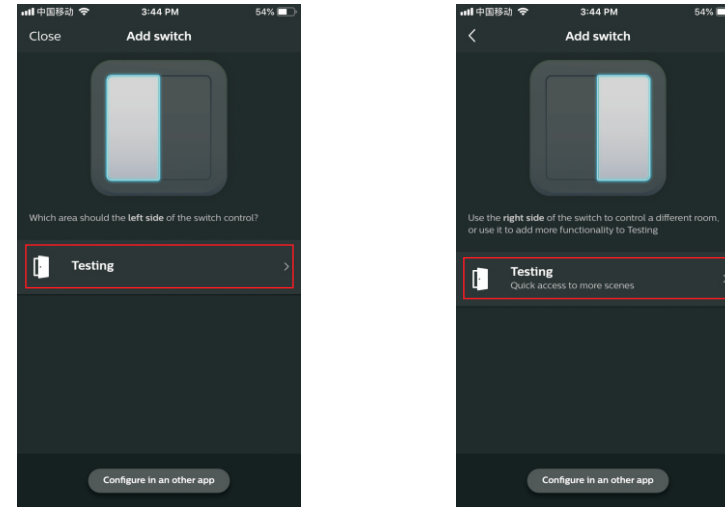 中国移动 3:44 PM 54%
Close Add switch
Which area should the left side of the switch control?
Testing
Configure in an other app
中国移动 3:44 PM 54%
Add switch
Use the right side of the switch to control a different room,
or use it to add more functionality to Testing
Testing
Quick access to more scenes
Configure in an other app